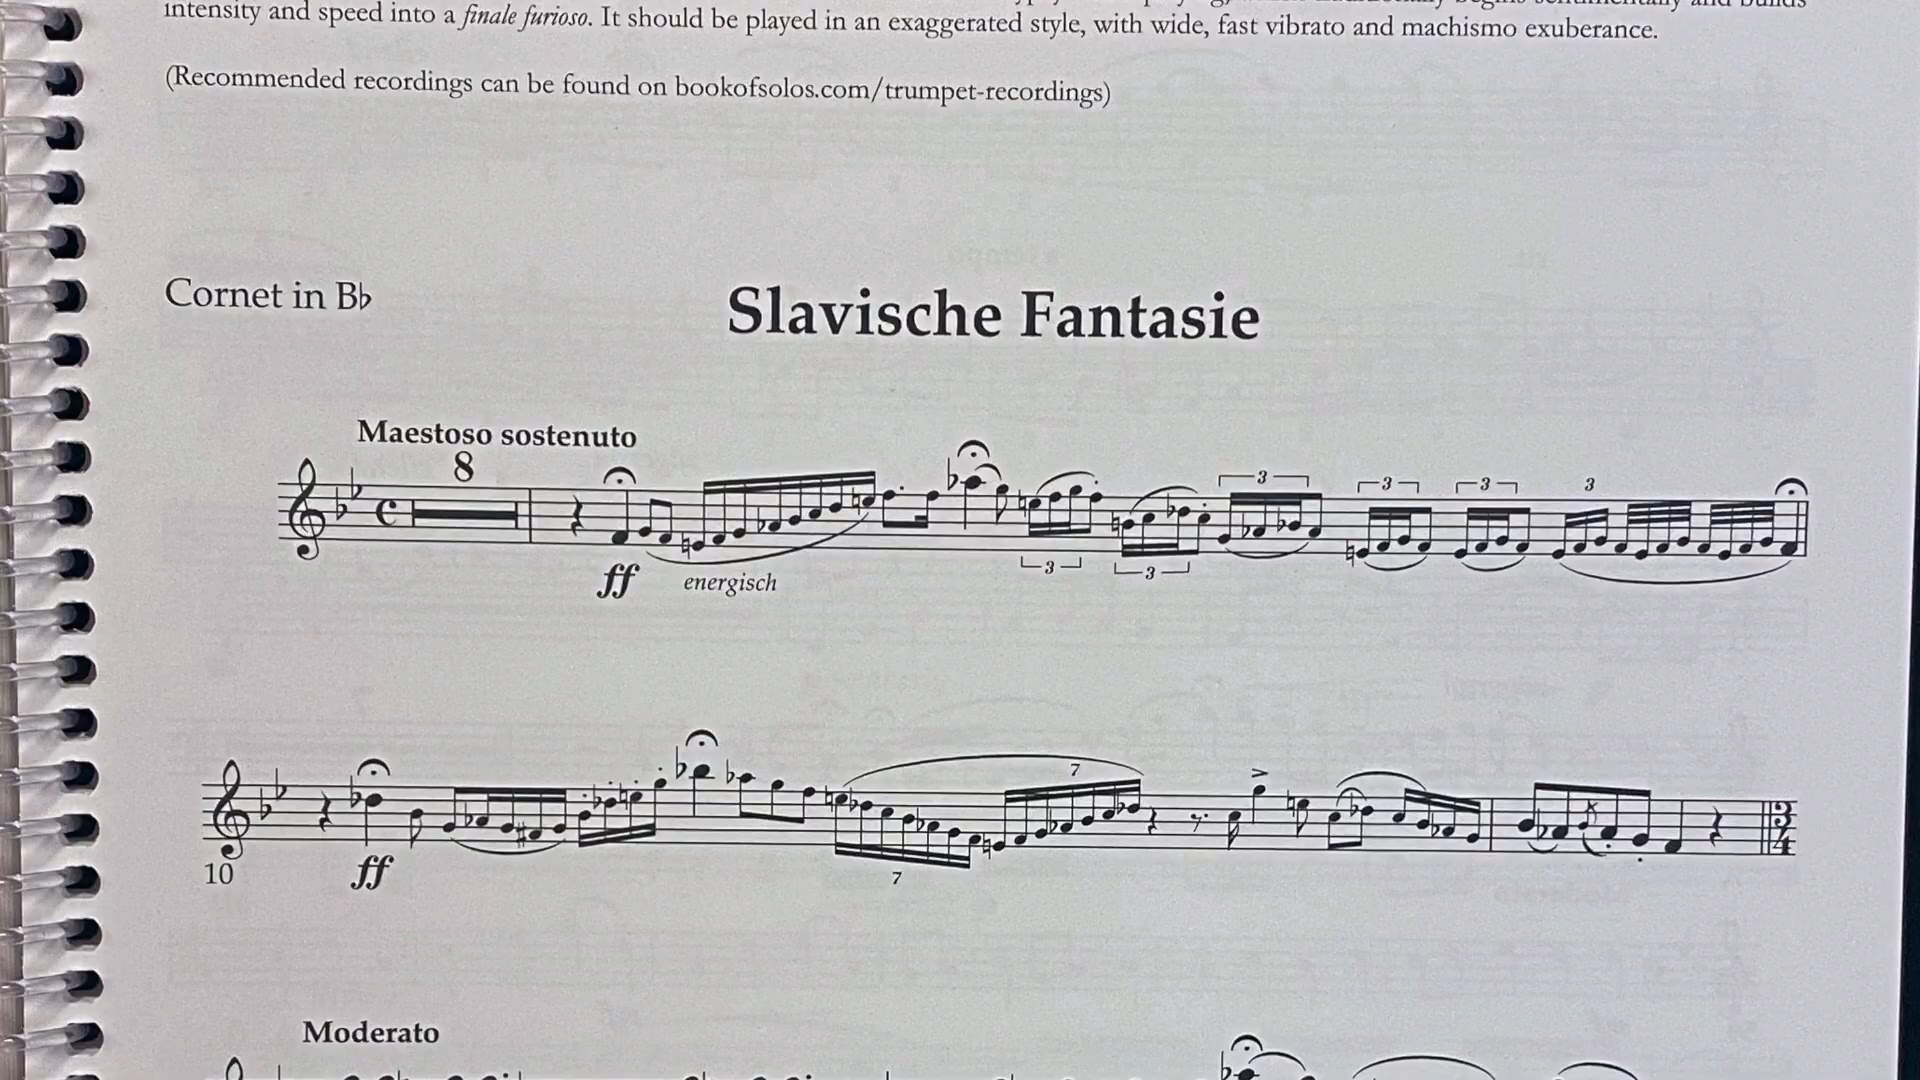 intensity and speed into a finale furioso. It should be played in an exaggerated style, with wide, fast vibrato and machismo exuberance.
(Recommended recordings can be found on bookofsolos.com/trumpet-recordings)
Cornet in B♭
Slavische Fantasie
Maestoso sostenuto
8
3 3 3 3
ff energisch 3 3
7
10 ff 7
3
4
Moderato